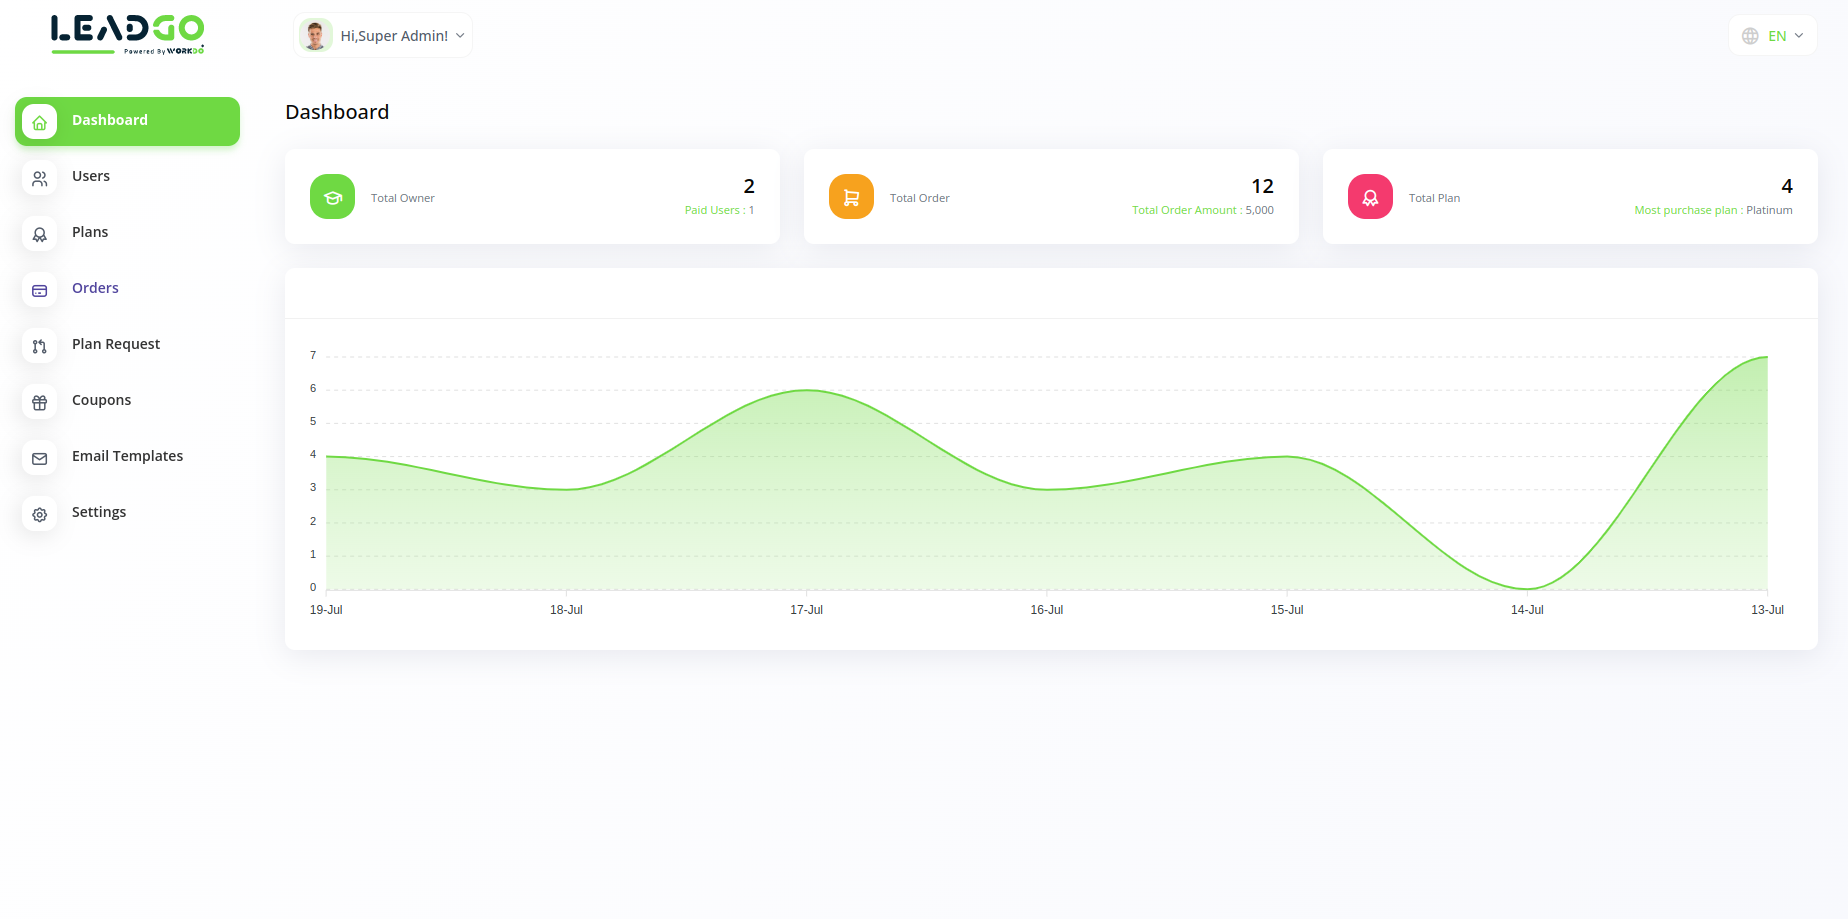 LEADGO
Powered By WORKDO
Hi,Super Admin!
EN
Dashboard
Users
Plans
Orders
Plan Request
Coupons
Email Templates
Settings
Dashboard
Total Owner
2
Paid Users : 1
Total Order
12
Total Order Amount : 5,000
Total Plan
4
Most purchase plan : Platinum
7
6
5
4
3
2
1
0
19-Jul 18-Jul 17-Jul 16-Jul 15-Jul 14-Jul 13-Jul